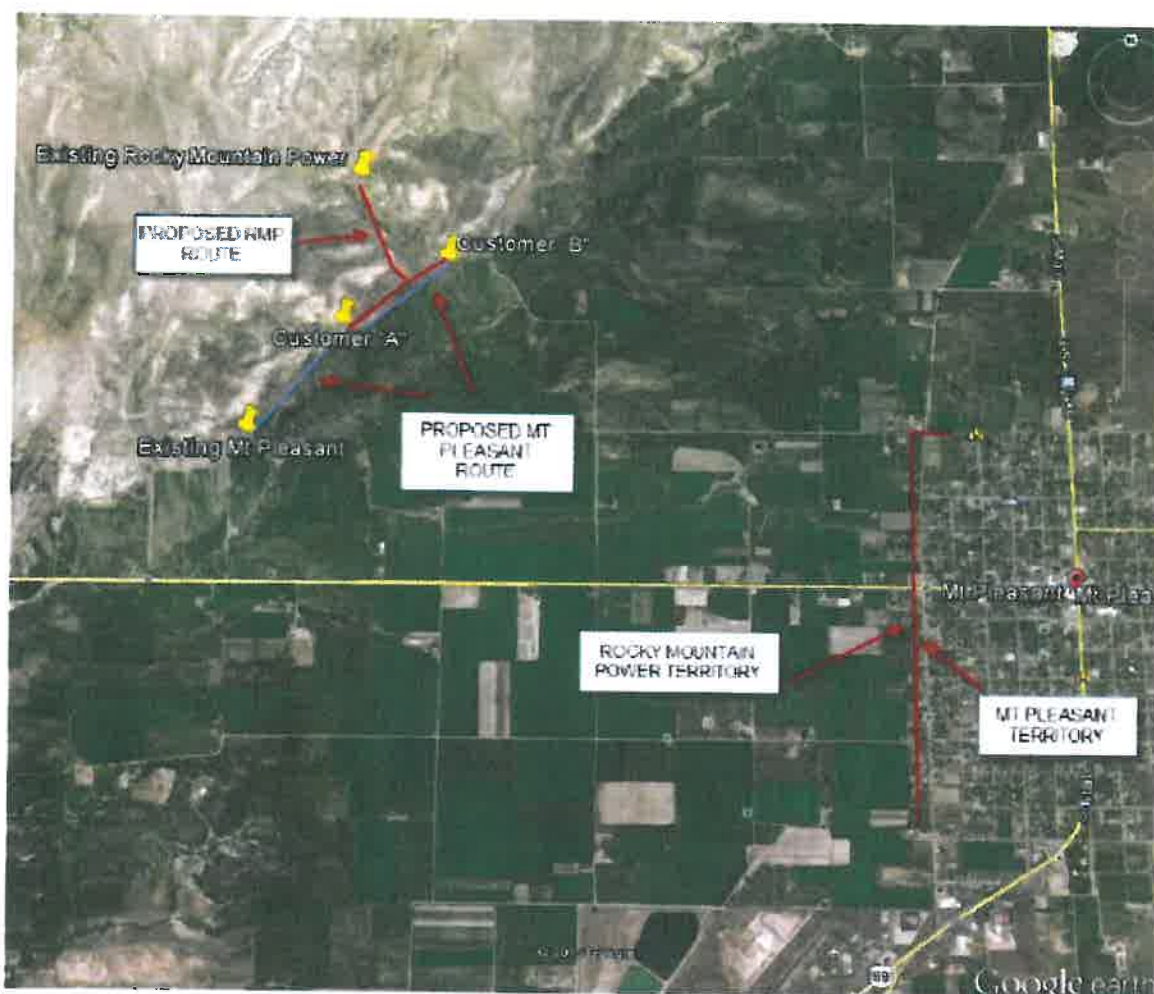 Existing Rocky Mountain Power
PROPOSED RMP
ROUTE
Customer "B"
Customer "A"
Existing Mt Pleasant
PROPOSED MT
PLEASANT
ROUTE
Mt Pleasant
ROCKY MOUNTAIN
POWER TERRITORY
MT PLEASANT
TERRITORY
89
Google earth